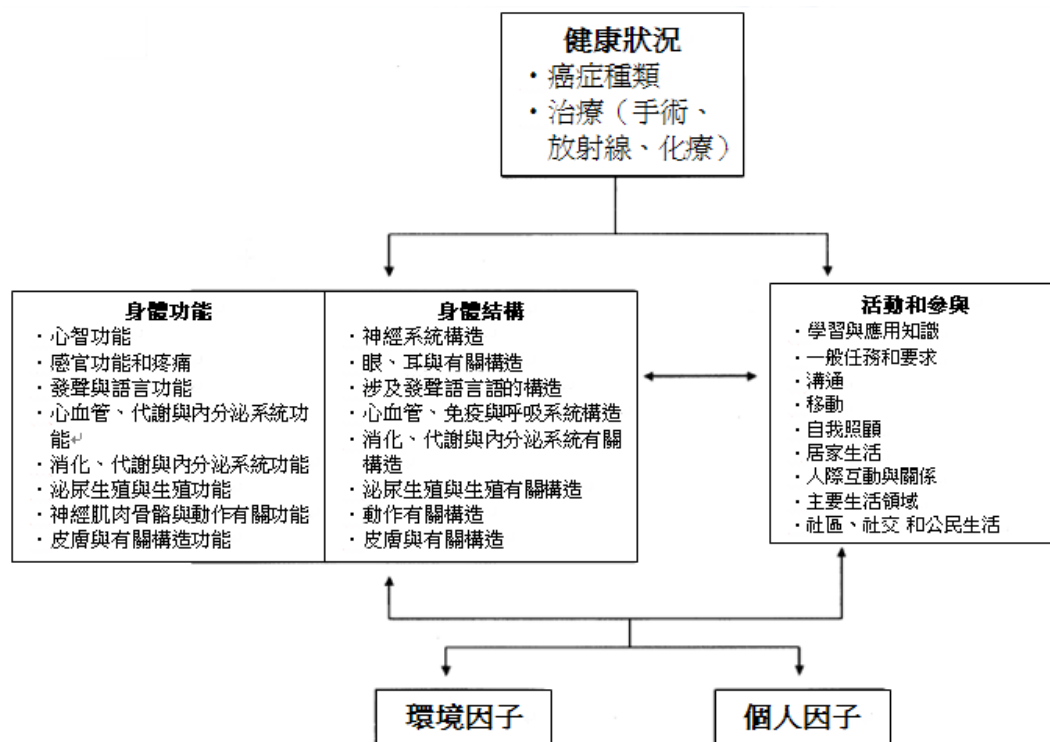 健康狀況
・癌症種類
・治療（手術、
放射線、化療）
身體功能
・心智功能
・感官功能和疼痛
・發聲與語言功能
・心血管、代謝與內分泌系統功
能↵
・消化、代謝與內分泌系統功能
・泌尿生殖與生殖功能
・神經肌肉骨骼與動作有關功能
・皮膚與有關構造功能
身體結構
・神經系統構造
・眼、耳與有關構造
・涉及發聲語言語的構造
・心血管、免疫與呼吸系統構造
・消化、代謝與內分泌系統有關
構造
・泌尿生殖與生殖有關構造
・動作有關構造
・皮膚與有關構造
活動和參與
・學習與應用知識
・一般任務和要求
・溝通
・移動
・自我照顧
・居家生活
・人際互動與關係
・主要生活領域
・社區、社交 和公民生活
環境因子
個人因子